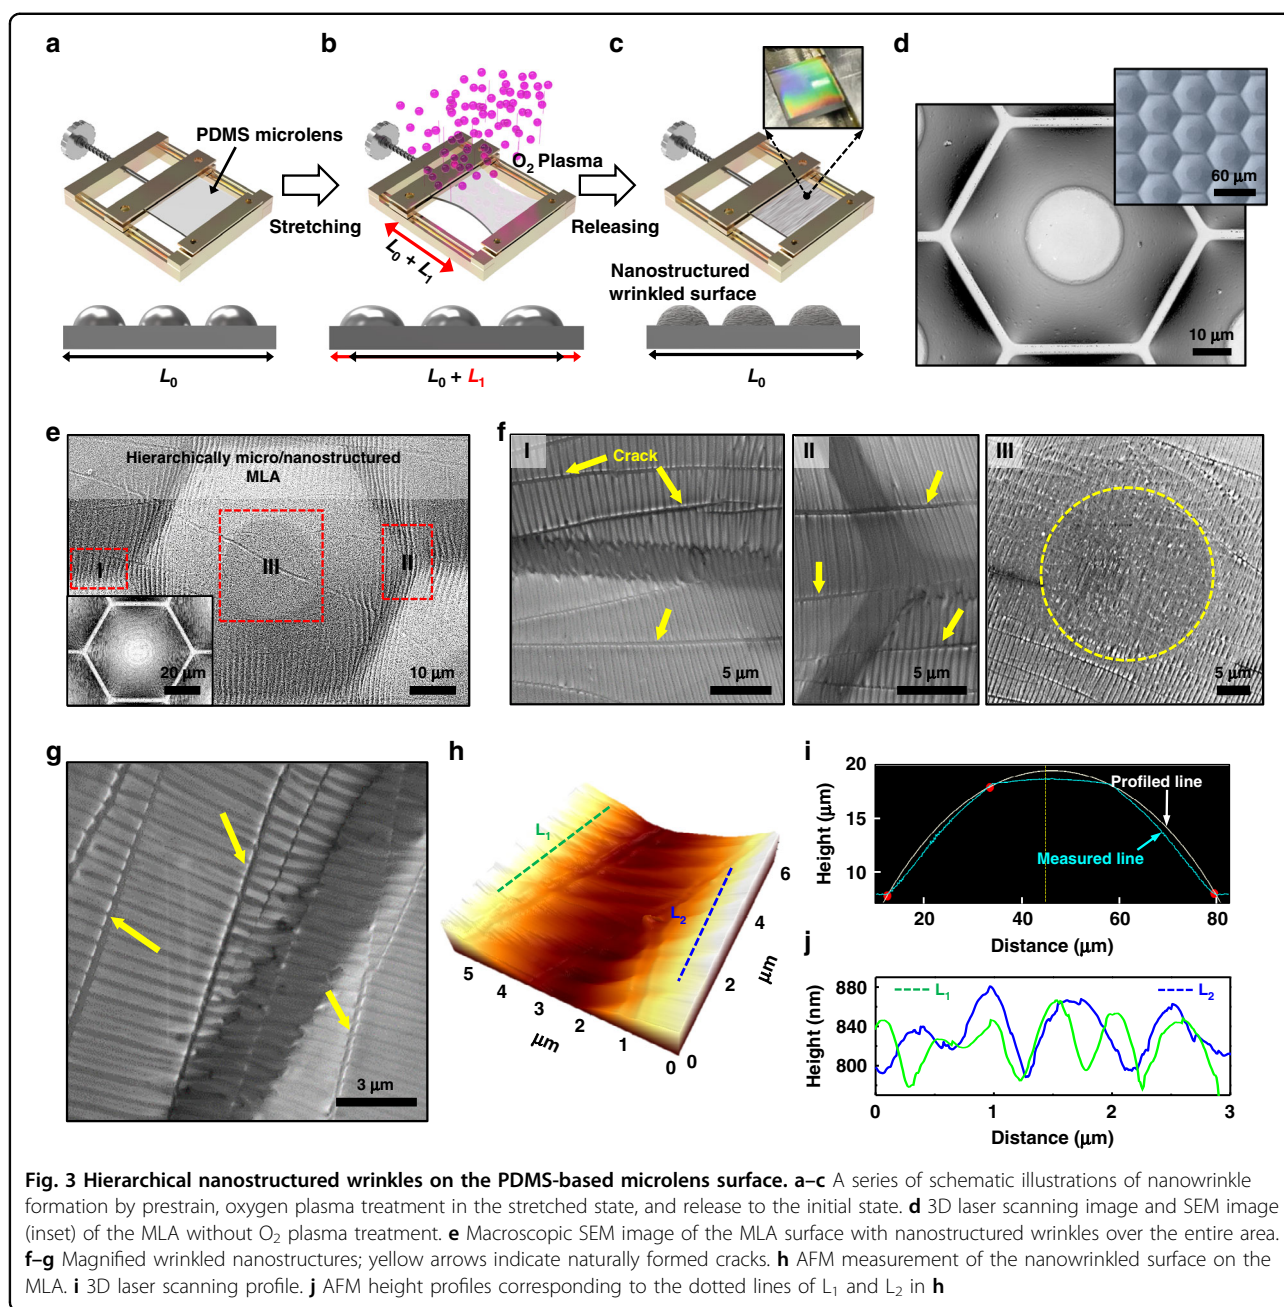 a
b
c
d
PDMS microlens
O2 Plasma
Stretching
Releasing
L0 + L1
Nanostructured
wrinkled surface
60 μm
10 μm
L0
L0 + L1
L0
e
Hierarchically micro/nanostructured
MLA
I
II
III
20 μm
10 μm
f
I
Crack
5 μm
II
5 μm
III
5 μm
g
3 μm
h
L1
L2
6
4
2
0
μm
5
4
3
2
1
0
μm
i
20
16
12
8
Height (μm)
Profiled line
Measured line
20
40
60
80
Distance (μm)
j
880
840
800
Height (nm)
L1
L2
0
1
2
3
Distance (μm)
Fig. 3 Hierarchical nanostructured wrinkles on the PDMS-based microlens surface. a–c A series of schematic illustrations of nanowrinkle
formation by prestrain, oxygen plasma treatment in the stretched state, and release to the initial state. d 3D laser scanning image and SEM image
(inset) of the MLA without O2 plasma treatment. e Macroscopic SEM image of the MLA surface with nanostructured wrinkles over the entire area.
f–g Magnified wrinkled nanostructures; yellow arrows indicate naturally formed cracks. h AFM measurement of the nanowrinkled surface on the
MLA. i 3D laser scanning profile. j AFM height profiles corresponding to the dotted lines of L1 and L2 in h